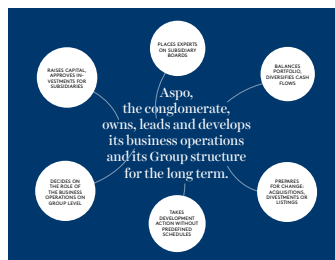 PLACES EXPERTS
ON SUBSIDIARY
BOARDS
RAISES CAPITAL,
APPROVES IN-
VESTMENTS FOR
SUBSIDIARIES
BALANCES
PORTFOLIO,
DIVERSIFIES CASH
FLOWS
Aspo,
the conglomerate,
owns, leads and develops
its business operations
and its Group structure
for the long term.
DECIDES ON
THE ROLE OF
THE BUSINESS
OPERATIONS ON
GROUP LEVEL
PREPARES
FOR CHANGE:
ACQUISITIONS,
DIVESTMENTS OR
LISTINGS
TAKES
DEVELOPMENT
ACTION WITHOUT
PREDEFINED
SCHEDULES